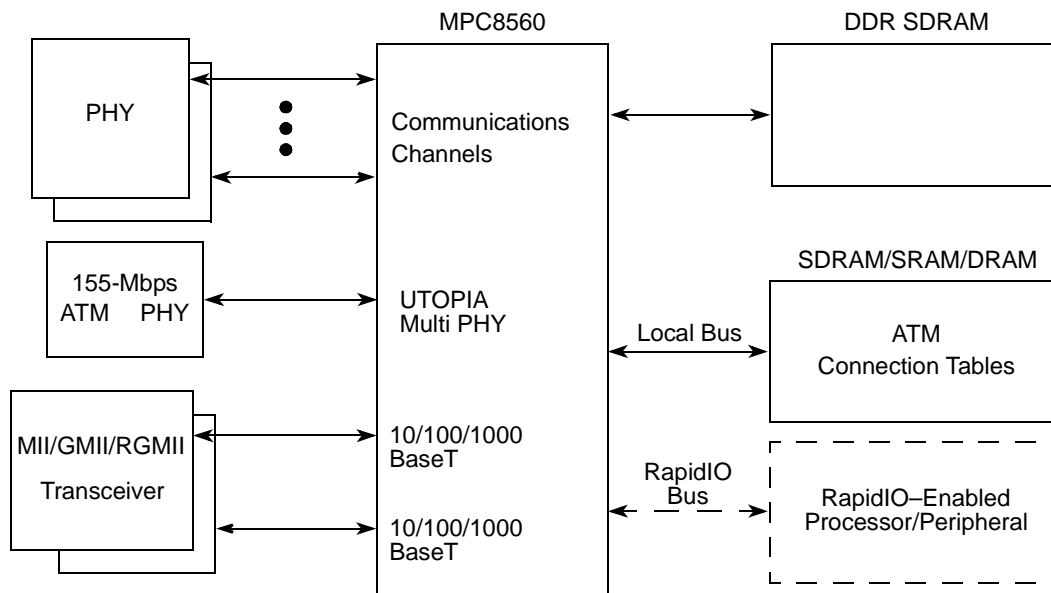 MPC8560
DDR SDRAM
PHY
Communications
Channels
155-Mbps
ATM PHY
UTOPIA
Multi PHY
SDRAM/SRAM/DRAM
Local Bus
ATM
Connection Tables
MII/GMII/RGMII
Transceiver
10/100/1000
BaseT
10/100/1000
BaseT
RapidIO
Bus
RapidIO–Enabled
Processor/Peripheral